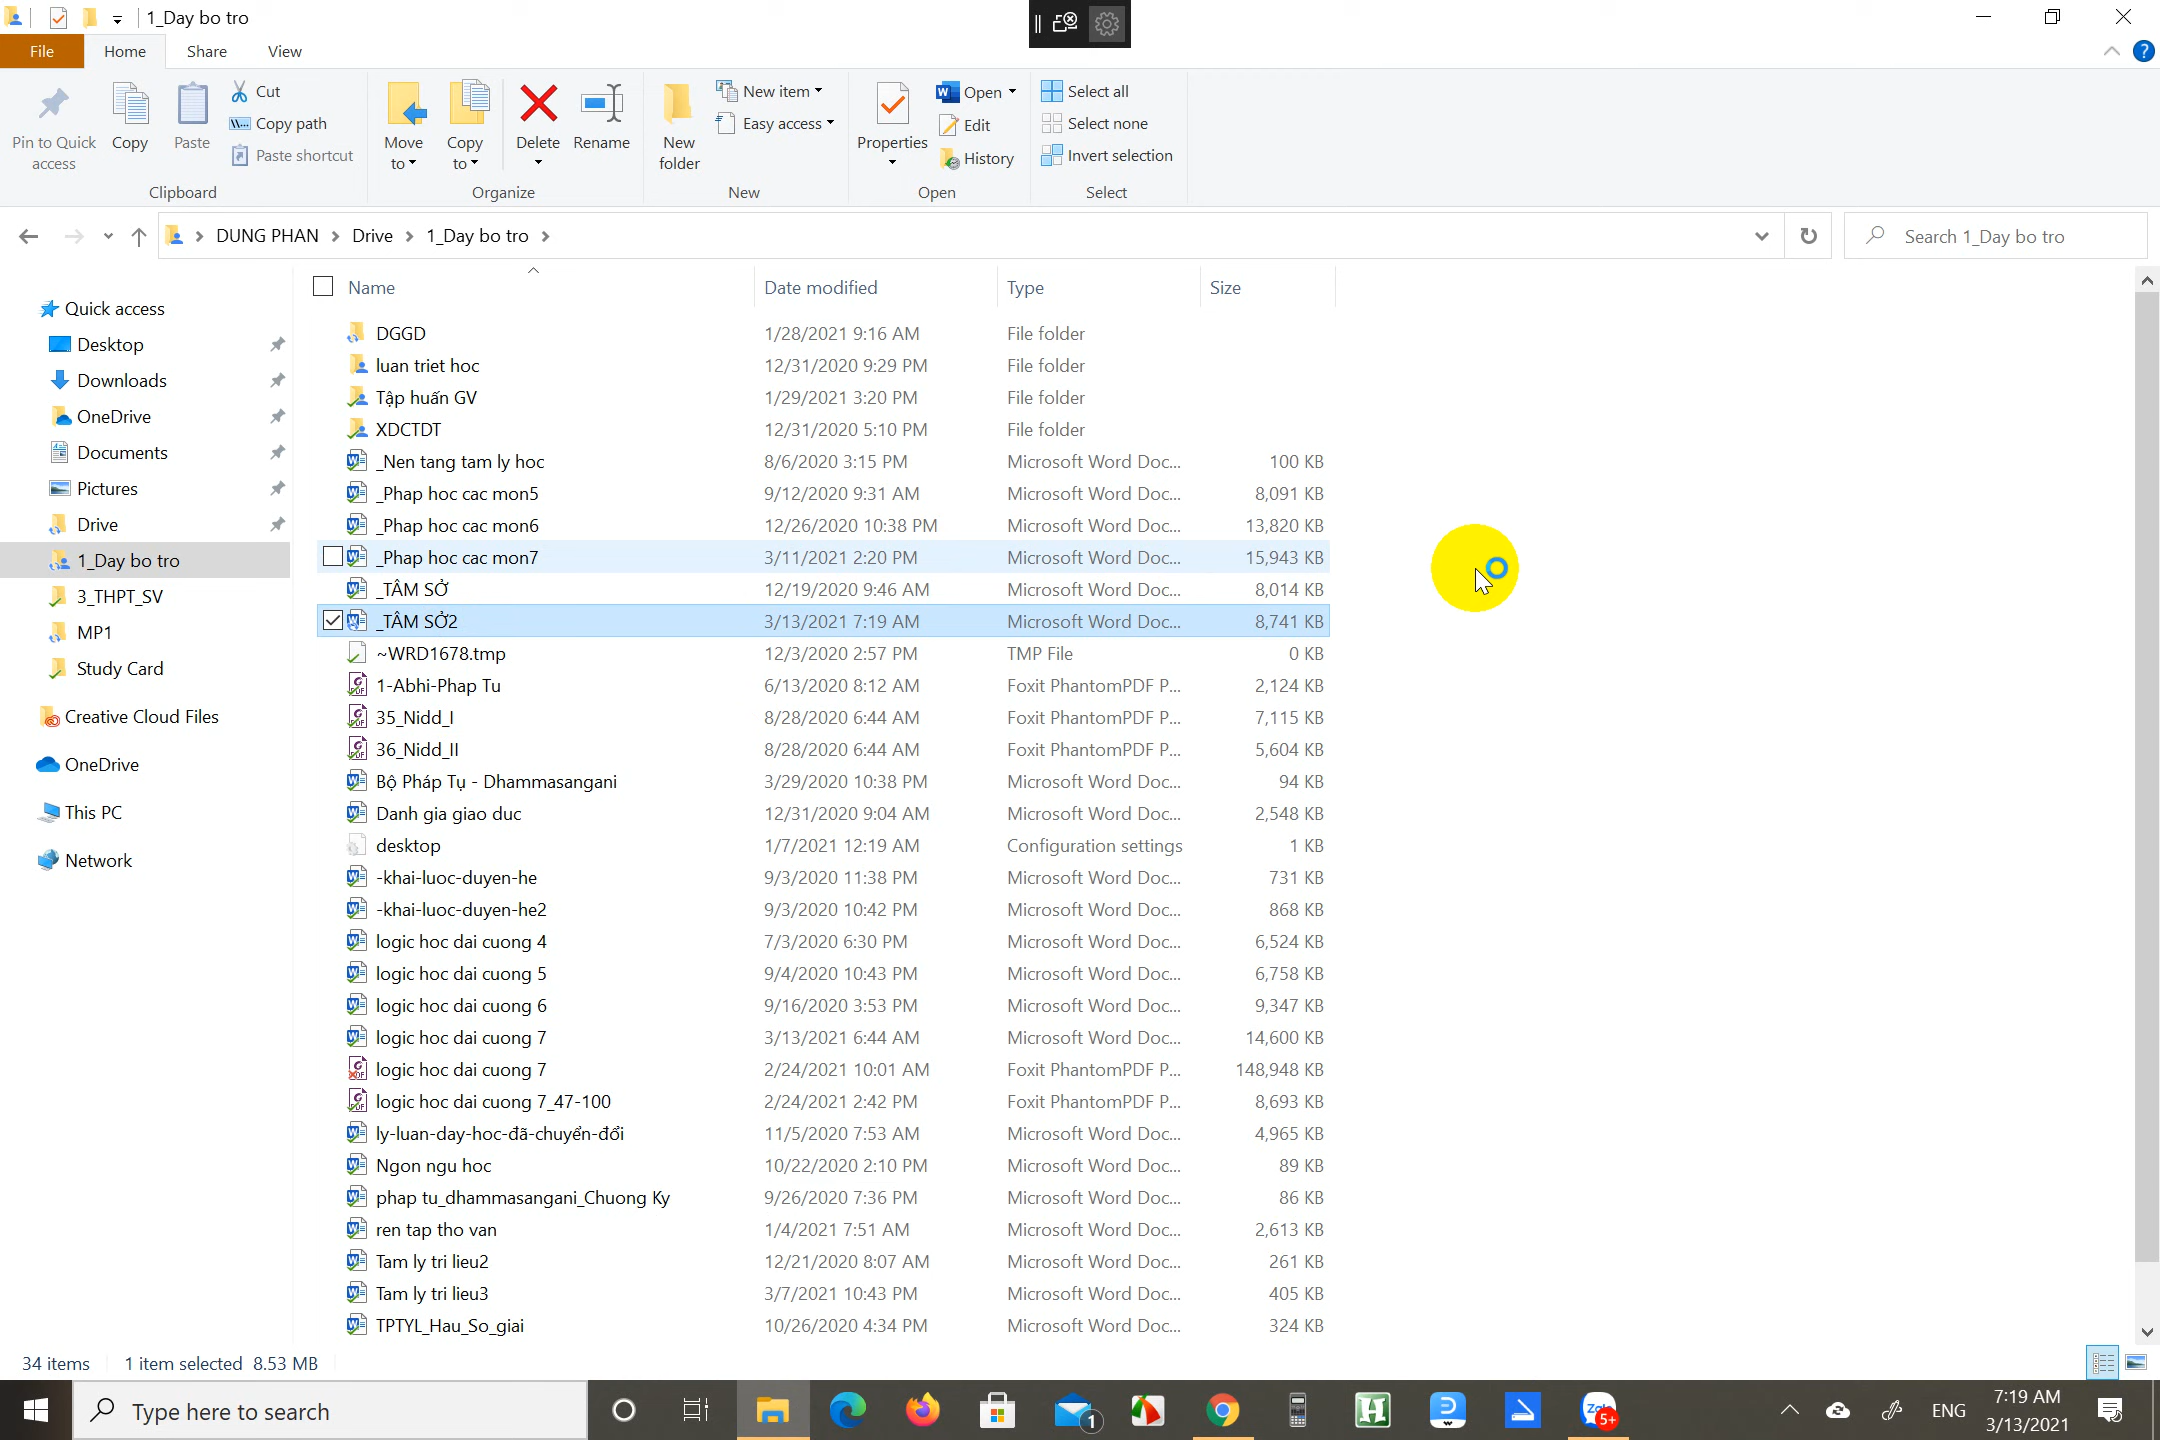 1_Day bo tro
File Home Share View
Pin to Quick access
Copy
Paste
Cut
Copy path
Paste shortcut
Move to
Copy to
Delete
Rename
New folder
New item
Easy access
Properties
Open
Edit
History
Select all
Select none
Invert selection
Clipboard Organize New Open Select
DUNG PHAN Drive 1_Day bo tro
Search 1_Day bo tro
Quick access
Desktop
Downloads
OneDrive
Documents
Pictures
Drive
1_Day bo tro
3_THPT_SV
MP1
Study Card
Creative Cloud Files
OneDrive
This PC
Network
Name Date modified Type Size
DGGD 1/28/2021 9:16 AM File folder
luan triet hoc 12/31/2020 9:29 PM File folder
Tập huấn GV 1/29/2021 3:20 PM File folder
XDCTDT 12/31/2020 5:10 PM File folder
_Nen tang tam ly hoc 8/6/2020 3:15 PM Microsoft Word Doc... 100 KB
_Phap hoc cac mon5 9/12/2020 9:31 AM Microsoft Word Doc... 8,091 KB
_Phap hoc cac mon6 12/26/2020 10:38 PM Microsoft Word Doc... 13,820 KB
_Phap hoc cac mon7 3/11/2021 2:20 PM Microsoft Word Doc... 15,943 KB
_TÂM SỞ 12/19/2020 9:46 AM Microsoft Word Doc... 8,014 KB
_TÂM SỞ2 3/13/2021 7:19 AM Microsoft Word Doc... 8,741 KB
~WRD1678.tmp 12/3/2020 2:57 PM TMP File 0 KB
1-Abhi-Phap Tu 6/13/2020 8:12 AM Foxit PhantomPDF P... 2,124 KB
35_Nidd_I 8/28/2020 6:44 AM Foxit PhantomPDF P... 7,115 KB
36_Nidd_II 8/28/2020 6:44 AM Foxit PhantomPDF P... 5,604 KB
Bộ Pháp Tụ - Dhammasangani 3/29/2020 10:38 PM Microsoft Word Doc... 94 KB
Danh gia giao duc 12/31/2020 9:04 AM Microsoft Word Doc... 2,548 KB
desktop 1/7/2021 12:19 AM Configuration settings 1 KB
-khai-luoc-duyen-he 9/3/2020 11:38 PM Microsoft Word Doc... 731 KB
-khai-luoc-duyen-he2 9/3/2020 10:42 PM Microsoft Word Doc... 868 KB
logic hoc dai cuong 4 7/3/2020 6:30 PM Microsoft Word Doc... 6,524 KB
logic hoc dai cuong 5 9/4/2020 10:43 PM Microsoft Word Doc... 6,758 KB
logic hoc dai cuong 6 9/16/2020 3:53 PM Microsoft Word Doc... 9,347 KB
logic hoc dai cuong 7 3/13/2021 6:44 AM Microsoft Word Doc... 14,600 KB
logic hoc dai cuong 7 2/24/2021 10:01 AM Foxit PhantomPDF P... 148,948 KB
logic hoc dai cuong 7_47-100 2/24/2021 2:42 PM Foxit PhantomPDF P... 8,693 KB
ly-luan-day-hoc-đã-chuyển-đổi 11/5/2020 7:53 AM Microsoft Word Doc... 4,965 KB
Ngon ngu hoc 10/22/2020 2:10 PM Microsoft Word Doc... 89 KB
phap tu_dhammasangani_Chuong Ky 9/26/2020 7:36 PM Microsoft Word Doc... 86 KB
ren tap tho van 1/4/2021 7:51 AM Microsoft Word Doc... 2,613 KB
Tam ly tri lieu2 12/21/2020 8:07 AM Microsoft Word Doc... 261 KB
Tam ly tri lieu3 3/7/2021 10:43 PM Microsoft Word Doc... 405 KB
TPTYL_Hau_So_giai 10/26/2020 4:34 PM Microsoft Word Doc... 324 KB
34 items 1 item selected 8.53 MB
Type here to search
1
Zalo
5+
ENG
7:19 AM
3/13/2021